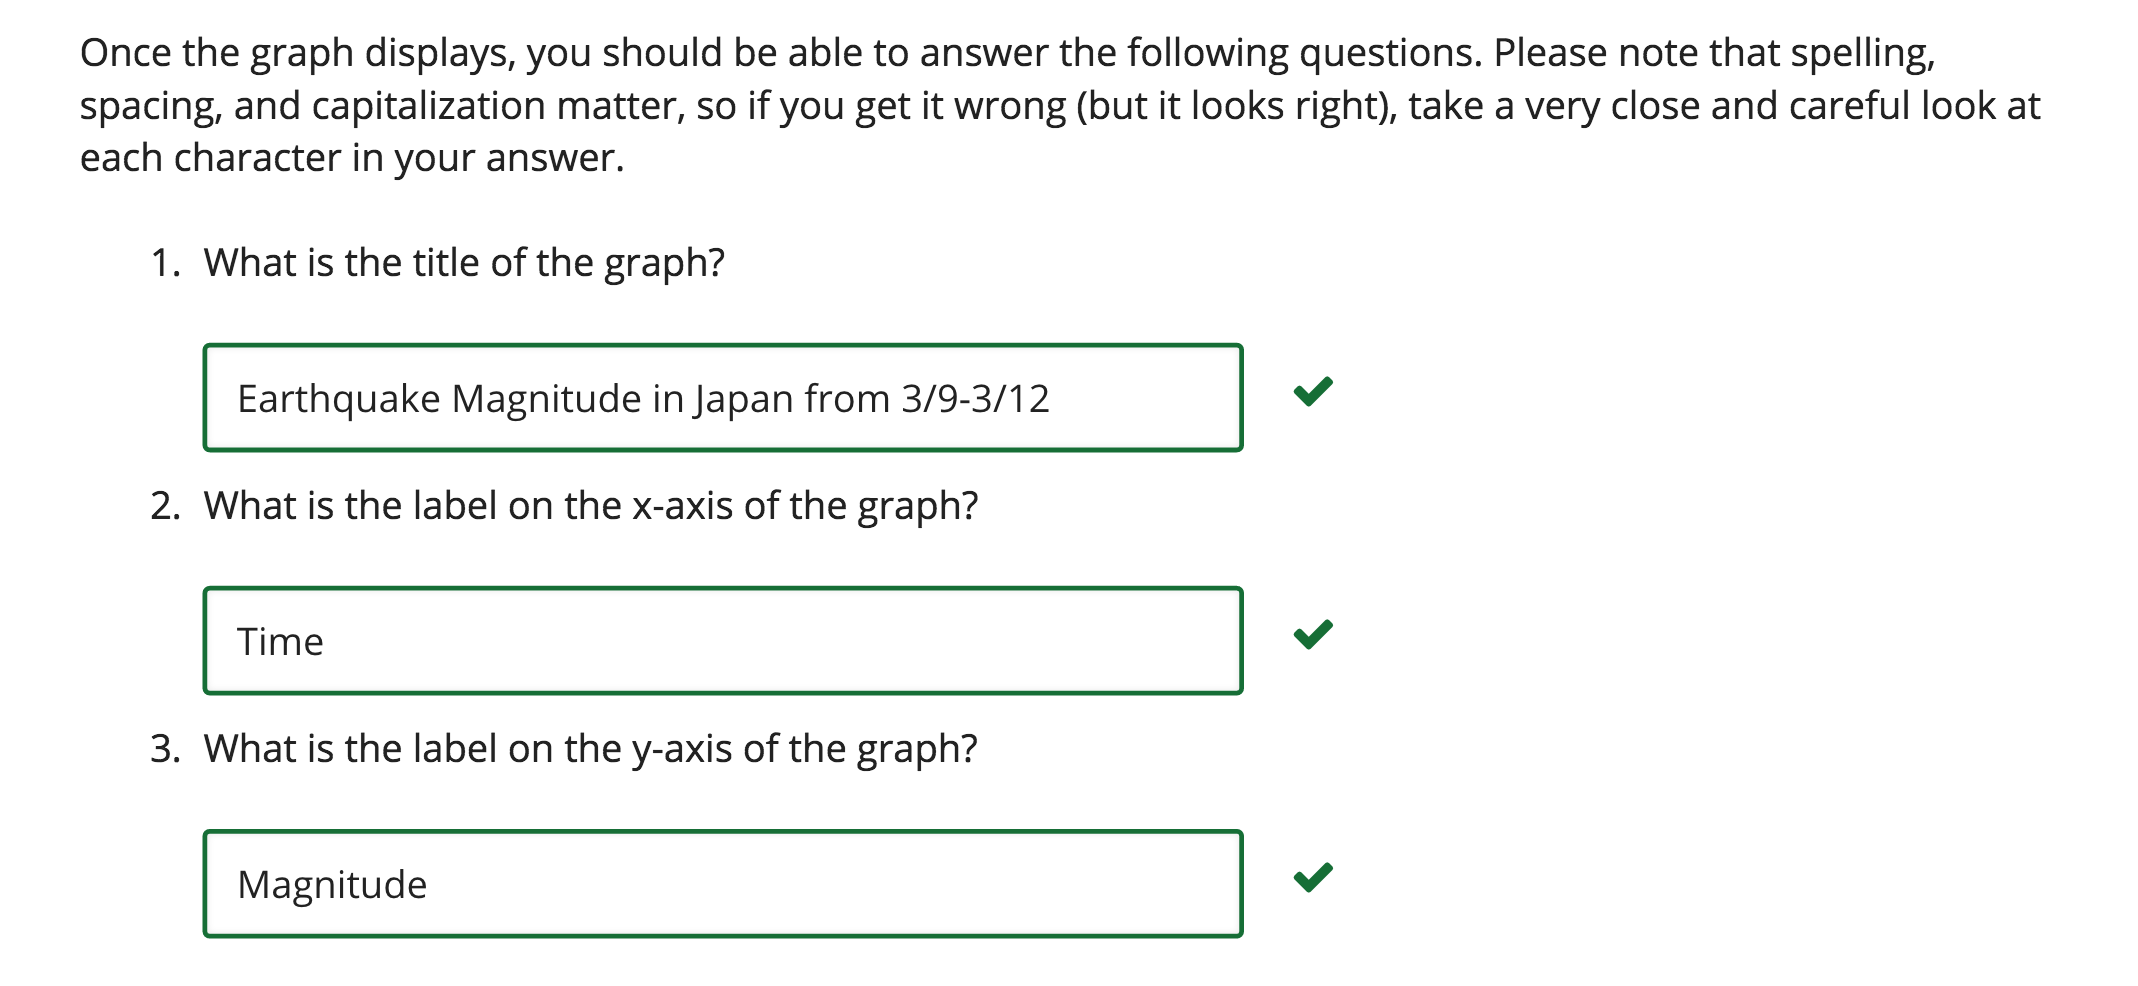 Once the graph displays, you should be able to answer the following questions. Please note that spelling,
spacing, and capitalization matter, so if you get it wrong (but it looks right), take a very close and careful look at
each character in your answer.
1. What is the title of the graph?
Earthquake Magnitude in Japan from 3/9-3/12
2. What is the label on the x-axis of the graph?
Time
3. What is the label on the y-axis of the graph?
Magnitude